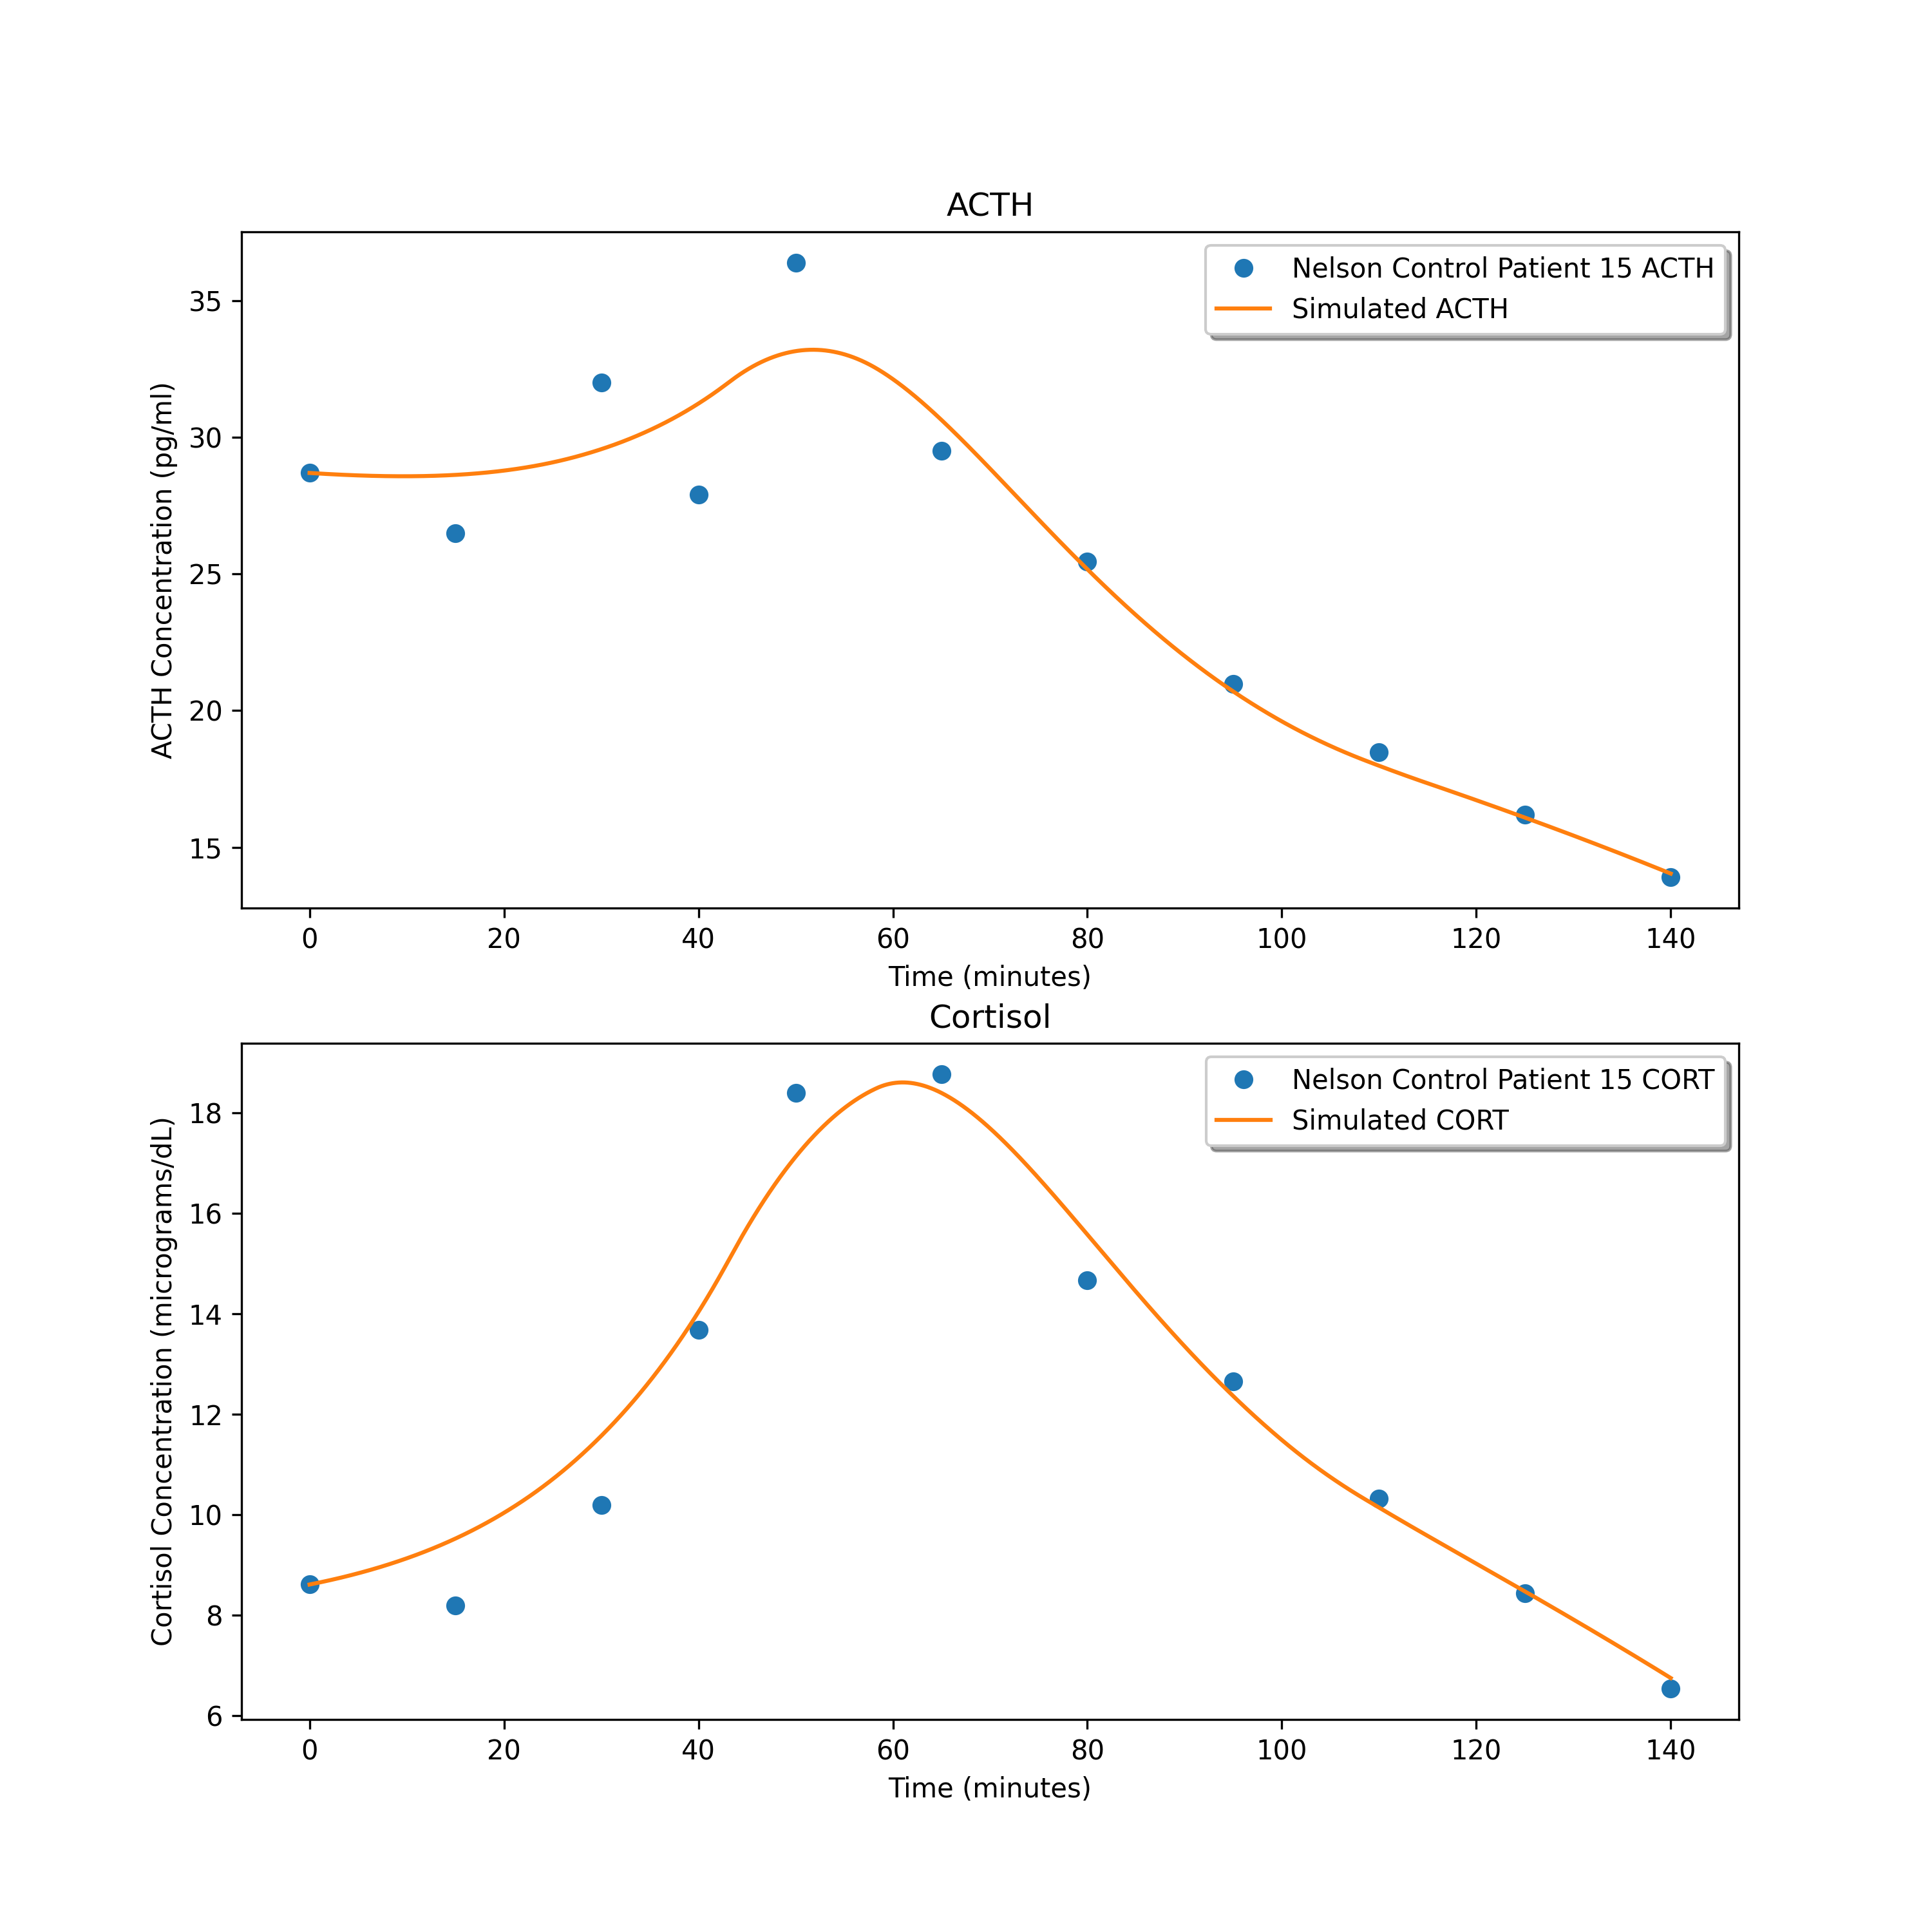 ACTH
Nelson Control Patient 15 ACTH
Simulated ACTH
ACTH Concentration (pg/ml)
35
30
25
20
15
0 20 40 60 80 100 120 140
Time (minutes)
Cortisol
Nelson Control Patient 15 CORT
Simulated CORT
Cortisol Concentration (micrograms/dL)
18
16
14
12
10
8
6
0 20 40 60 80 100 120 140
Time (minutes)